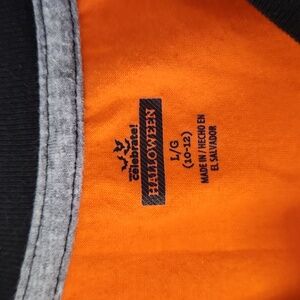 celebrate!
HALLOWEEN
L/G
(10-12)
MADE IN / HECHO EN
EL SALVADOR